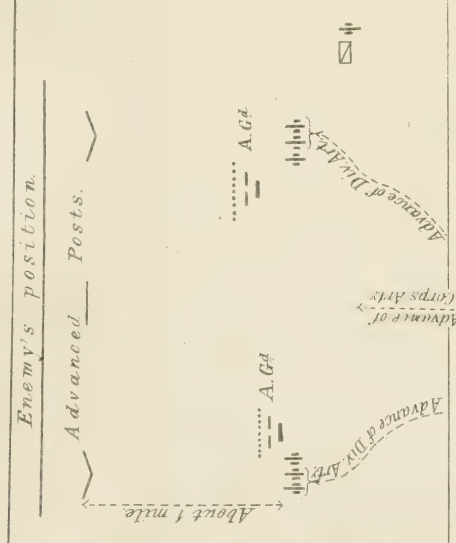 Enemy's position.
Advanced Posts.
A. Gd
A. Gd
About 1 mile.
Advance of Div. Arty
Advance of Div. Arty
Advance of
Corps Arty